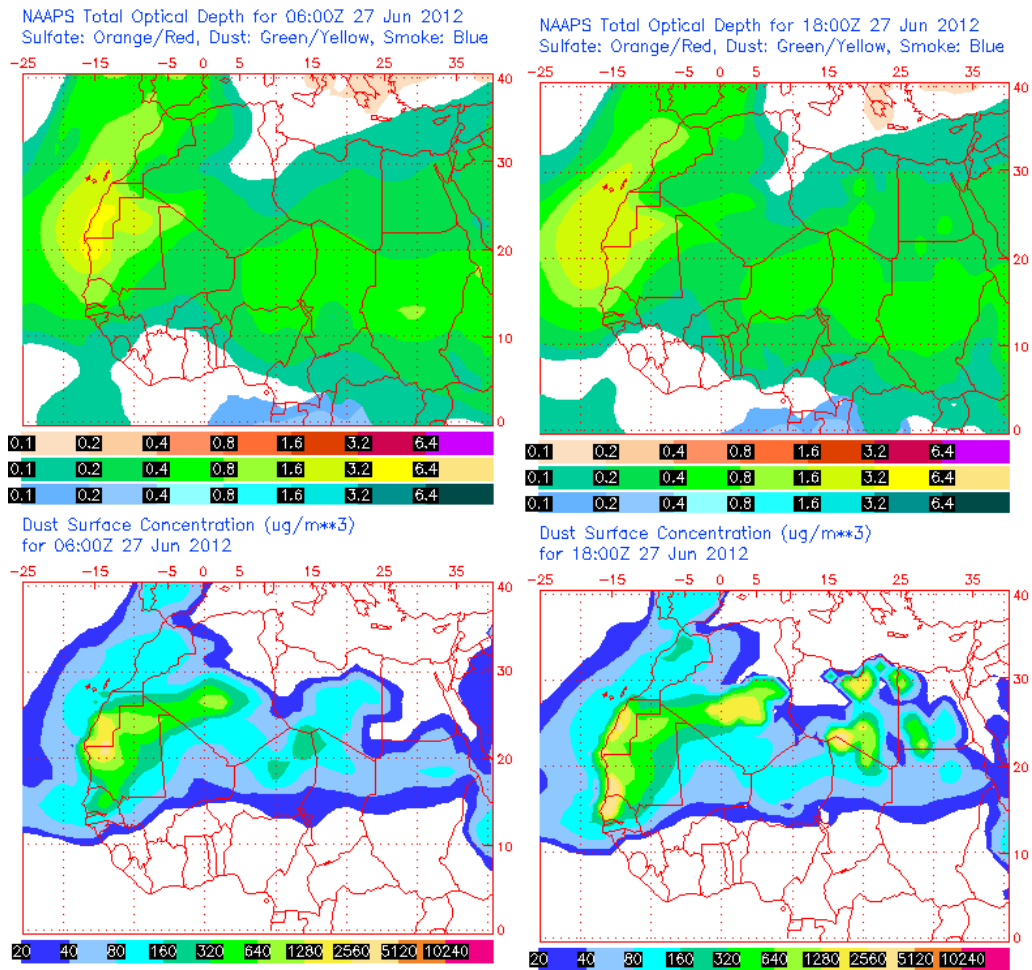 NAAPS Total Optical Depth for 06:00Z 27 Jun 2012
Sulfate: Orange/Red, Dust: Green/Yellow, Smoke: Blue
-25 -15 -5 5 15 25 35
40
30
20
10
0
0.1 0.2 0.4 0.8 1.6 3.2 6.4
0.1 0.2 0.4 0.8 1.6 3.2 6.4
0.1 0.2 0.4 0.8 1.6 3.2 6.4
NAAPS Total Optical Depth for 18:00Z 27 Jun 2012
Sulfate: Orange/Red, Dust: Green/Yellow, Smoke: Blue
-25 -15 -5 5 15 25 35
40
30
20
10
0
0.1 0.2 0.4 0.8 1.6 3.2 6.4
0.1 0.2 0.4 0.8 1.6 3.2 6.4
0.1 0.2 0.4 0.8 1.6 3.2 6.4
Dust Surface Concentration (ug/m**3)
for 06:00Z 27 Jun 2012
-25 -15 -5 5 15 25 35
40
30
20
10
0
20 40 80 160 320 640 1280 2560 5120 10240
Dust Surface Concentration (ug/m**3)
for 18:00Z 27 Jun 2012
-25 -15 -5 5 15 25 35
40
30
20
10
0
20 40 80 160 320 640 1280 2560 5120 10240